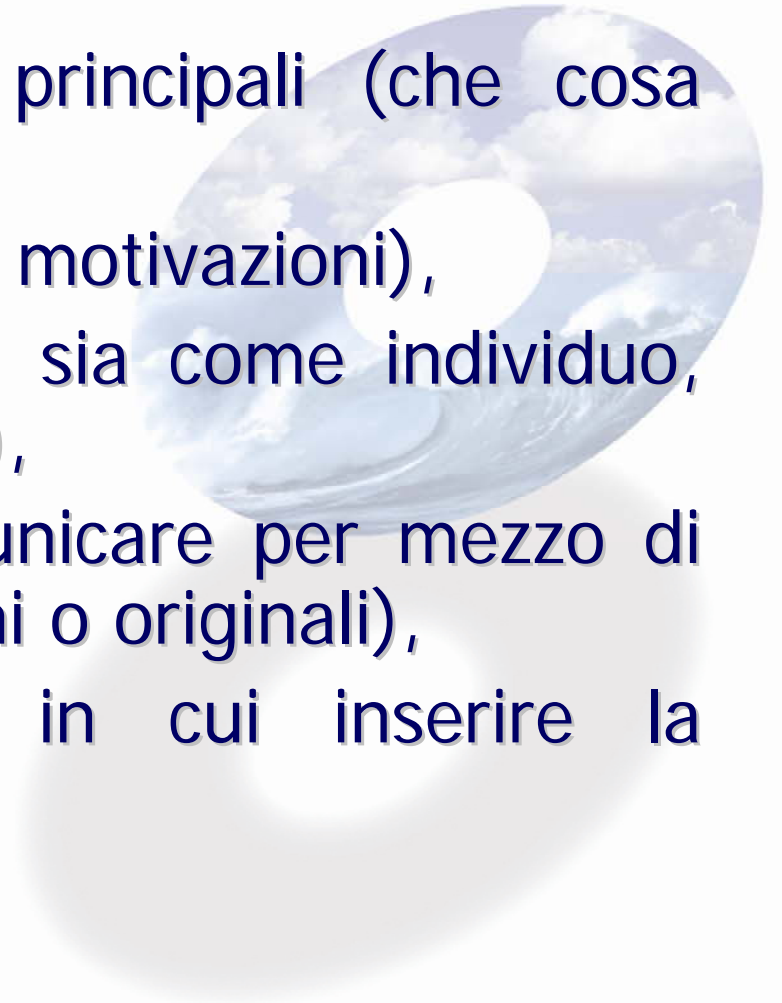 principali (che cosa
motivazioni),
sia come individuo,
),
unicare per mezzo di
ni o originali),
in cui inserire la